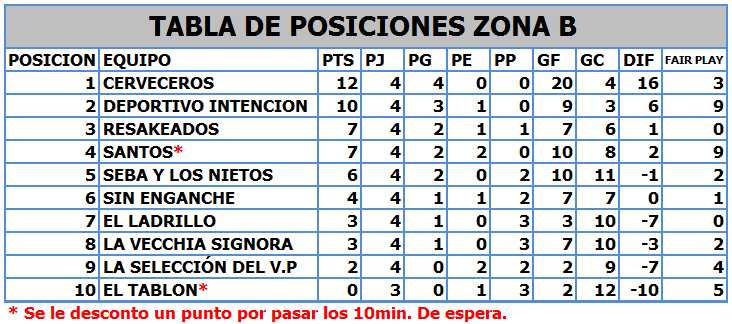 TABLA DE POSICIONES ZONA B
POSICION EQUIPO PTS PJ PG PE PP GF GC DIF FAIR PLAY
1 CERVECEROS 12 4 4 0 0 20 4 16 3
2 DEPORTIVO INTENCION 10 4 3 1 0 9 3 6 9
3 RESAKEADOS 7 4 2 1 1 7 6 1 0
4 SANTOS* 7 4 2 2 0 10 8 2 9
5 SEBA Y LOS NIETOS 6 4 2 0 2 10 11 -1 2
6 SIN ENGANCHE 4 4 1 1 2 7 7 0 1
7 EL LADRILLO 3 4 1 0 3 3 10 -7 0
8 LA VECCHIA SIGNORA 3 4 1 0 3 7 10 -3 2
9 LA SELECCIÓN DEL V.P 2 4 0 2 2 2 9 -7 4
10 EL TABLON* 0 3 0 1 3 2 12 -10 5
* Se le desconto un punto por pasar los 10min. De espera.